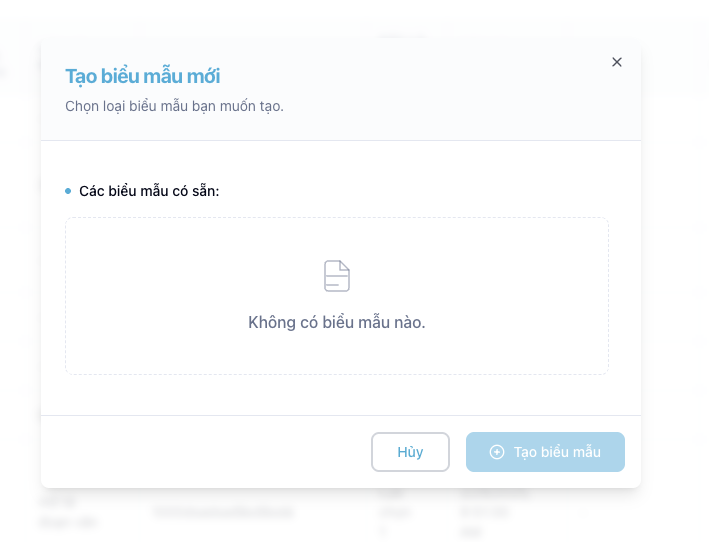 Tạo biểu mẫu mới
Chọn loại biểu mẫu bạn muốn tạo.
Các biểu mẫu có sẵn:
Không có biểu mẫu nào.
Hủy
Tạo biểu mẫu